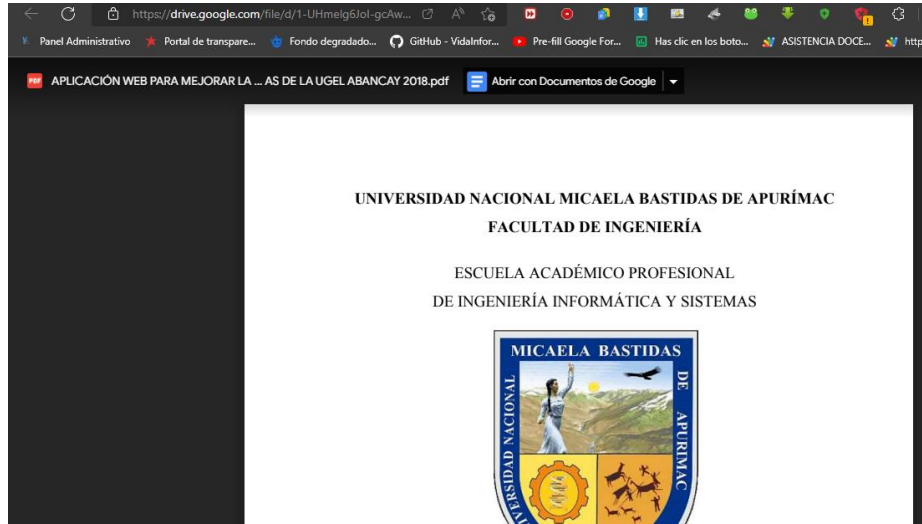 https://drive.google.com/file/d/1-UHmelg6JoI-gcAw...
Panel Administrativo
Portal de transpare...
Fondo degradado...
GitHub - VidaInfor...
Pre-fill Google For...
Has clic en los boto...
ASISTENCIA DOCE...
http
PDF
APLICACIÓN WEB PARA MEJORAR LA ... AS DE LA UGEL ABANCAY 2018.pdf
Abrir con Documentos de Google
UNIVERSIDAD NACIONAL MICAELA BASTIDAS DE APURÍMAC
FACULTAD DE INGENIERÍA
ESCUELA ACADÉMICO PROFESIONAL
DE INGENIERÍA INFORMÁTICA Y SISTEMAS
MICAELA BASTIDAS
DE APURIMAC
UNIVERSIDAD NACIONAL